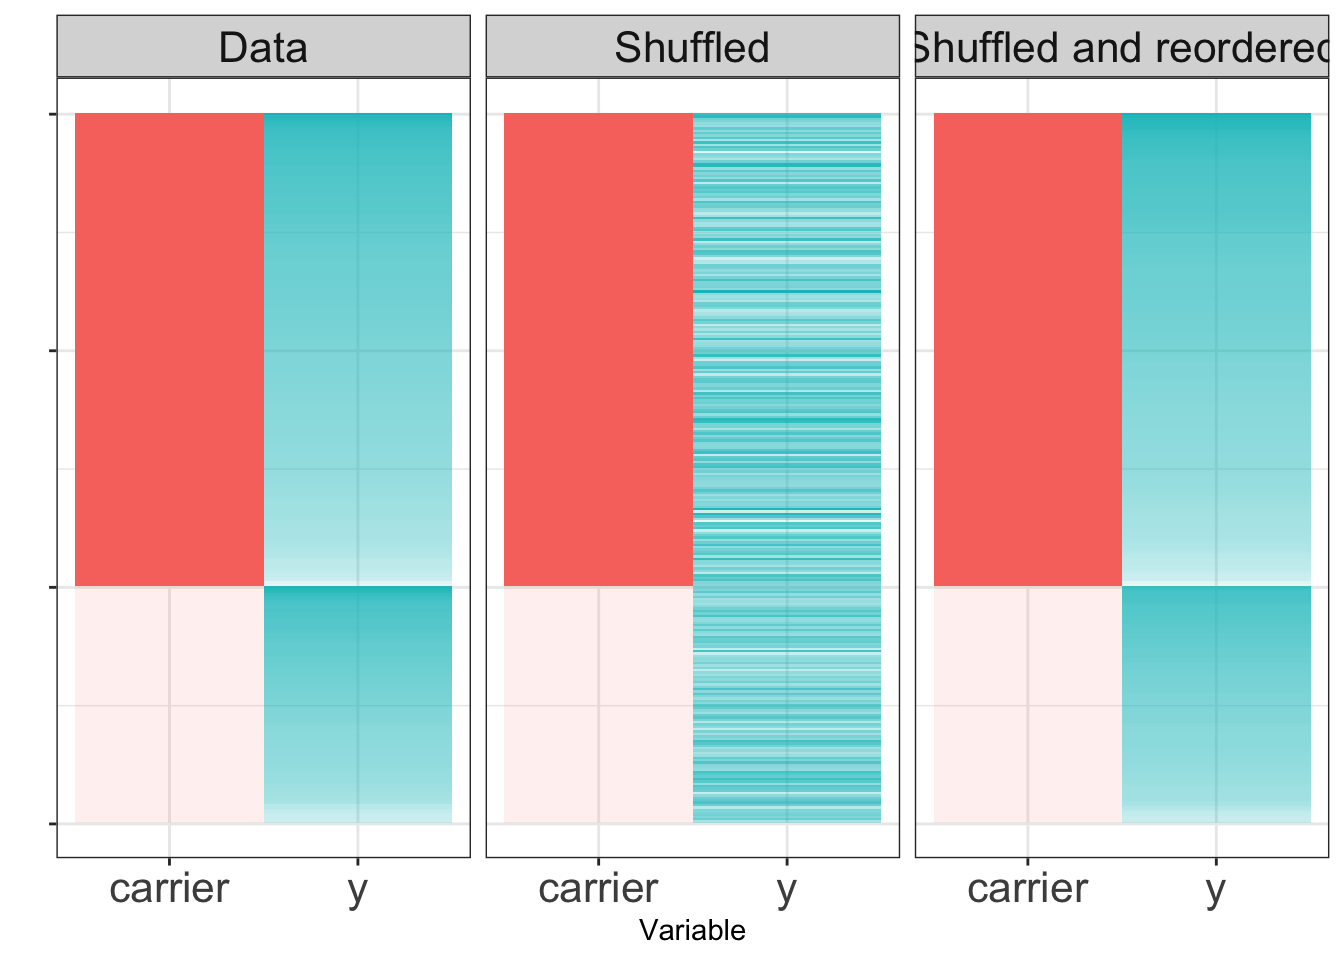 Data
Shuffled
Shuffled and reordered
carrier y
carrier y
carrier y
Variable